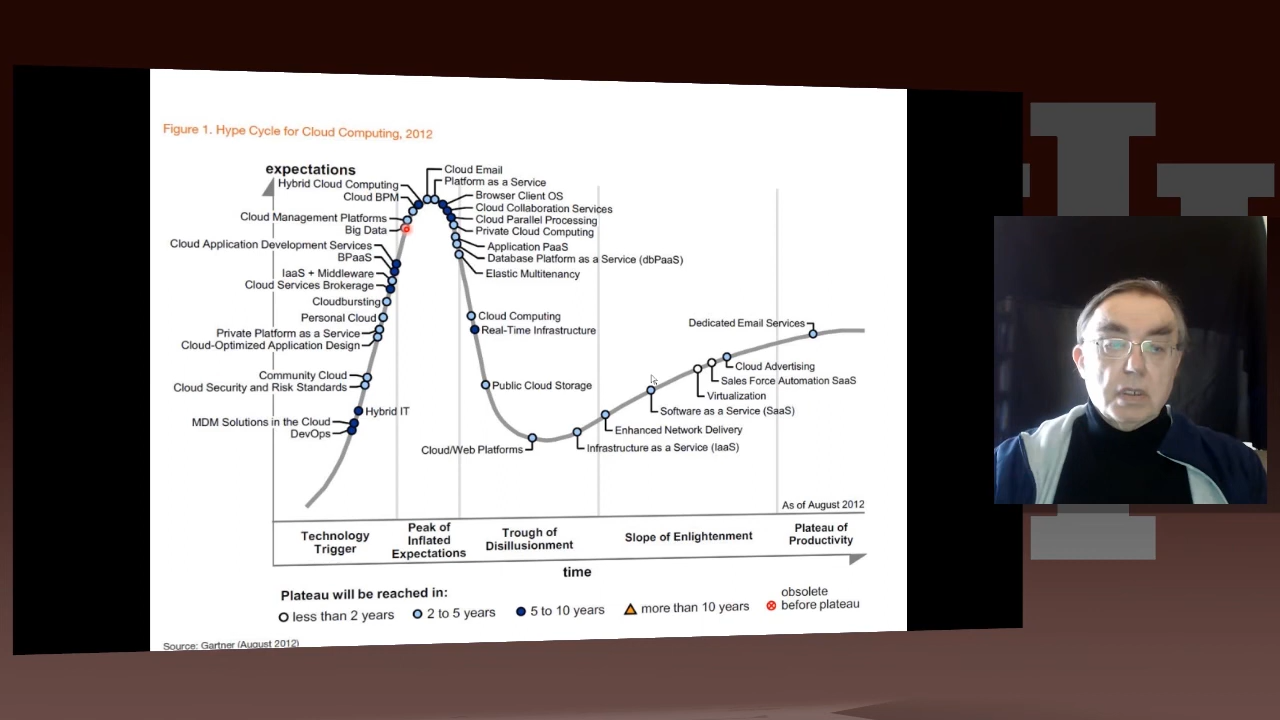 Figure 1. Hype Cycle for Cloud Computing, 2012
expectations
Cloud Email
Platform as a Service
Hybrid Cloud Computing
Cloud BPM
Browser Client OS
Cloud Collaboration Services
Cloud Management Platforms
Cloud Parallel Processing
Big Data
Private Cloud Computing
Cloud Application Development Services
Application PaaS
BPaaS
Database Platform as a Service (dbPaaS)
IaaS + Middleware
Elastic Multitenancy
Cloud Services Brokerage
Cloudbursting
Personal Cloud
Cloud Computing
Private Platform as a Service
Real-Time Infrastructure
Cloud-Optimized Application Design
Dedicated Email Services
Community Cloud
Cloud Security and Risk Standards
Public Cloud Storage
Cloud Advertising
Sales Force Automation SaaS
Virtualization
Hybrid IT
Software as a Service (SaaS)
MDM Solutions in the Cloud
DevOps
Enhanced Network Delivery
Cloud/Web Platforms
Infrastructure as a Service (IaaS)
As of August 2012
Technology
Trigger
Peak of
Inflated
Expectations
Trough of
Disillusionment
Slope of Enlightenment
Plateau of
Productivity
time
Plateau will be reached in:
less than 2 years
2 to 5 years
5 to 10 years
more than 10 years
obsolete
before plateau
Source: Gartner (August 2012)